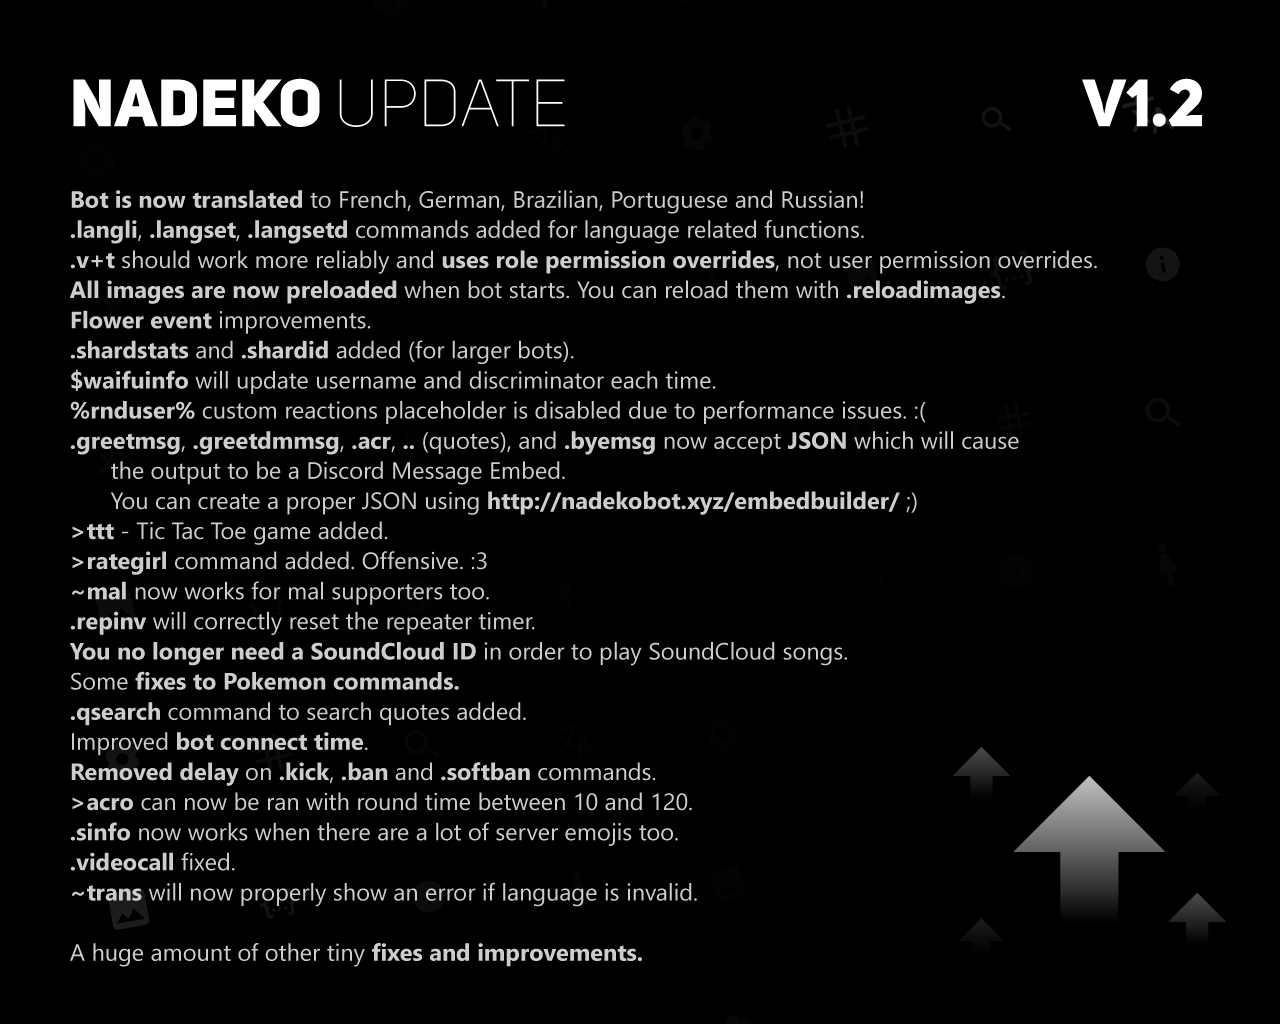 NADEKO UPDATE V1.2
Bot is now translated to French, German, Brazilian, Portuguese and Russian!
.langli, .langset, .langsetd commands added for language related functions.
.v+t should work more reliably and uses role permission overrides, not user permission overrides.
All images are now preloaded when bot starts. You can reload them with .reloadimages.
Flower event improvements.
.shardstats and .shardid added (for larger bots).
$waifuinfo will update username and discriminator each time.
%rnduser% custom reactions placeholder is disabled due to performance issues. :(
.greetmsg, .greetdmmsg, .acr, .. (quotes), and .byemsg now accept JSON which will cause
the output to be a Discord Message Embed.
You can create a proper JSON using http://nadekobot.xyz/embedbuilder/ ;)
>ttt - Tic Tac Toe game added.
>rategirl command added. Offensive. :3
~mal now works for mal supporters too.
.repinv will correctly reset the repeater timer.
You no longer need a SoundCloud ID in order to play SoundCloud songs.
Some fixes to Pokemon commands.
.qsearch command to search quotes added.
Improved bot connect time.
Removed delay on .kick, .ban and .softban commands.
>acro can now be ran with round time between 10 and 120.
.sinfo now works when there are a lot of server emojis too.
.videocall fixed.
~trans will now properly show an error if language is invalid.
A huge amount of other tiny fixes and improvements.